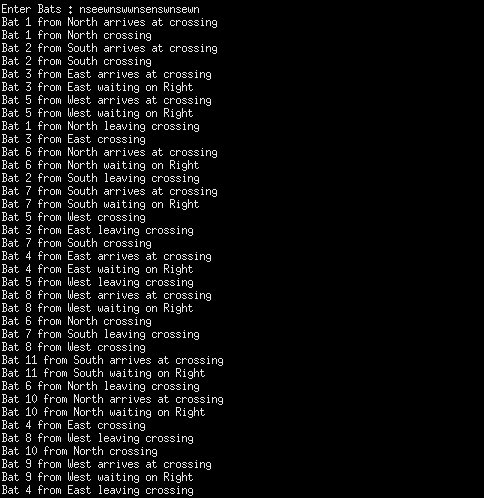 Enter Bats : nseewnswwnsenswnsewn
Bat 1 from North arrives at crossing
Bat 1 from North crossing
Bat 2 from South arrives at crossing
Bat 2 from South crossing
Bat 3 from East arrives at crossing
Bat 3 from East waiting on Right
Bat 5 from West arrives at crossing
Bat 5 from West waiting on Right
Bat 1 from North leaving crossing
Bat 3 from East crossing
Bat 6 from North arrives at crossing
Bat 6 from North waiting on Right
Bat 2 from South leaving crossing
Bat 7 from South arrives at crossing
Bat 7 from South waiting on Right
Bat 5 from West crossing
Bat 3 from East leaving crossing
Bat 7 from South crossing
Bat 4 from East arrives at crossing
Bat 4 from East waiting on Right
Bat 5 from West leaving crossing
Bat 8 from West arrives at crossing
Bat 8 from West waiting on Right
Bat 6 from North crossing
Bat 7 from South leaving crossing
Bat 8 from West crossing
Bat 11 from South arrives at crossing
Bat 11 from South waiting on Right
Bat 6 from North leaving crossing
Bat 10 from North arrives at crossing
Bat 10 from North waiting on Right
Bat 4 from East crossing
Bat 8 from West leaving crossing
Bat 10 from North crossing
Bat 9 from West arrives at crossing
Bat 9 from West waiting on Right
Bat 4 from East leaving crossing